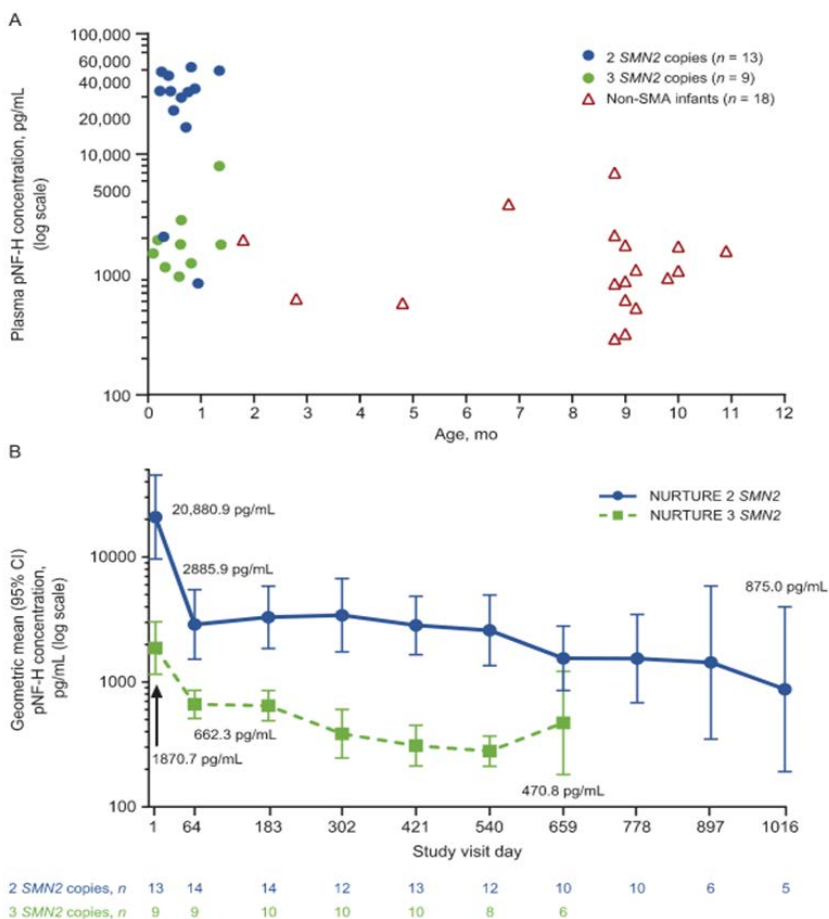 A
100,000
60,000
40,000
20,000
10,000
5000
1000
100
Plasma pNF-H concentration, pg/mL
(log scale)
2 SMN2 copies (n = 13)
3 SMN2 copies (n = 9)
Non-SMA infants (n = 18)
0 1 2 3 4 5 6 7 8 9 10 11 12
Age, mo
B
Geometric mean (95% CI)
pNF-H concentration,
pg/mL (log scale)
10000
1000
100
NURTURE 2 SMN2
NURTURE 3 SMN2
20,880.9 pg/mL
2885.9 pg/mL
875.0 pg/mL
662.3 pg/mL
1870.7 pg/mL
470.8 pg/mL
1 64 183 302 421 540 659 778 897 1016
Study visit day
2 SMN2 copies, n 13 14 14 12 13 12 10 10 6 5
3 SMN2 copies, n 9 9 10 10 10 8 6